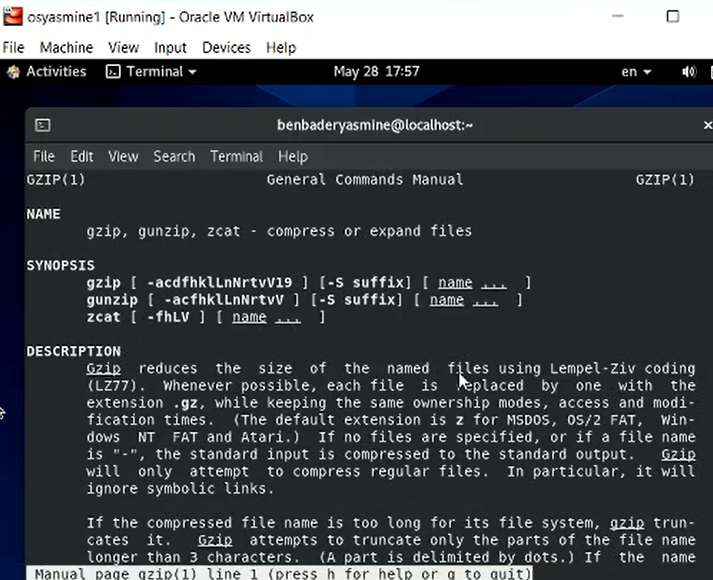 osyasmine1 [Running] - Oracle VM VirtualBox
File Machine View Input Devices Help
Activities Terminal May 28 17:57 en
benbaderyasmine@localhost:~
File Edit View Search Terminal Help
GZIP(1) General Commands Manual GZIP(1)
NAME
gzip, gunzip, zcat - compress or expand files
SYNOPSIS
gzip [ -acdfhklLnNrtvV19 ] [-S suffix] [ name ... ]
gunzip [ -acfhklLnNrtvV ] [-S suffix] [ name ... ]
zcat [ -fhLV ] [ name ... ]
DESCRIPTION
Gzip reduces the size of the named files using Lempel-Ziv coding
(LZ77). Whenever possible, each file is replaced by one with the
extension .gz, while keeping the same ownership modes, access and modi-
fication times. (The default extension is z for MSDOS, OS/2 FAT, Win-
dows NT FAT and Atari.) If no files are specified, or if a file name
is "-", the standard input is compressed to the standard output. Gzip
will only attempt to compress regular files. In particular, it will
ignore symbolic links.
If the compressed file name is too long for its file system, gzip trun-
cates it. Gzip attempts to truncate only the parts of the file name
longer than 3 characters. (A part is delimited by dots.) If the name
Manual page gzip(1) line 1 (press h for help or q to quit)